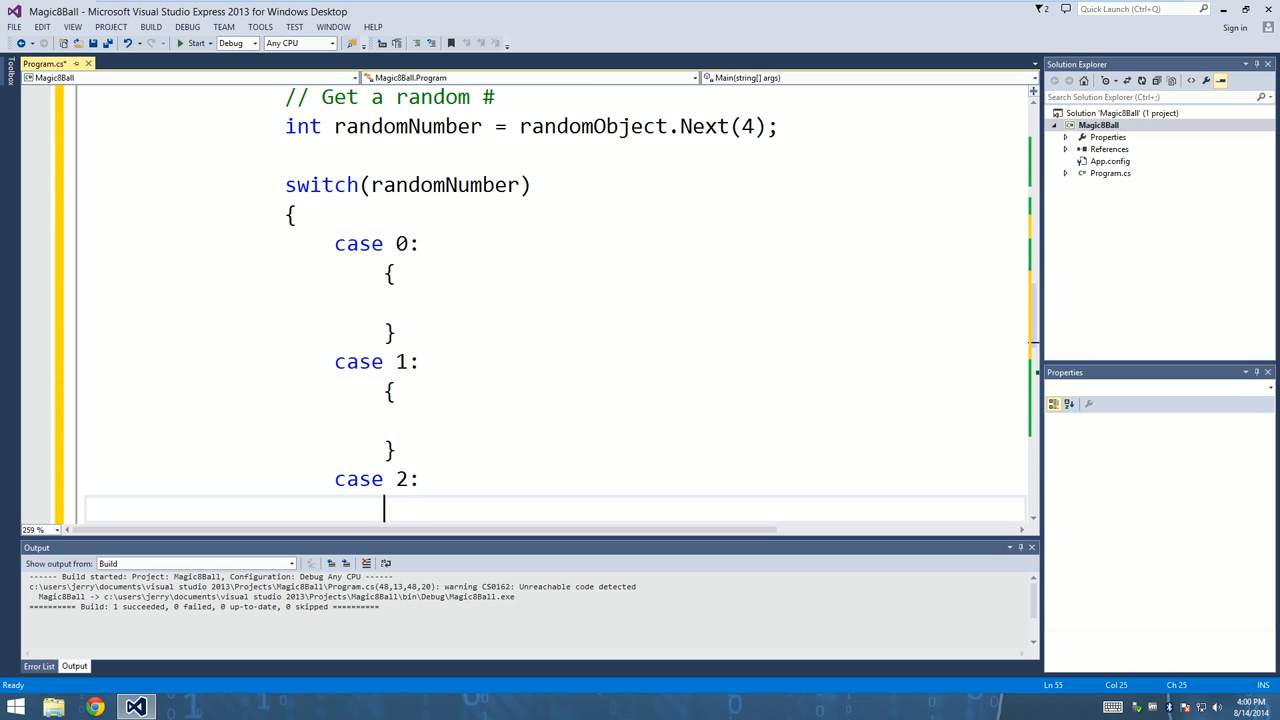 Magic8Ball - Microsoft Visual Studio Express 2013 for Windows Desktop
2
Quick Launch (Ctrl+Q)
FILE EDIT VIEW PROJECT BUILD DEBUG TEAM TOOLS TEST WINDOW HELP
Sign in
Start Debug Any CPU
Toolbox
Program.cs*
Magic8Ball Magic8Ball.Program Main(string[] args)
// Get a random #
int randomNumber = randomObject.Next(4);
switch(randomNumber)
{
case 0:
{
}
case 1:
{
}
case 2:
259 %
Solution Explorer
Search Solution Explorer (Ctrl+;)
Solution 'Magic8Ball' (1 project)
Magic8Ball
Properties
References
App.config
Program.cs
Properties
Output
Show output from: Build
------ Build started: Project: Magic8Ball, Configuration: Debug Any CPU ------
c:\users\jerry\documents\visual studio 2013\Projects\Magic8Ball\Program.cs(48,13,48,20): warning CS0162: Unreachable code detected
Magic8Ball -> c:\users\jerry\documents\visual studio 2013\Projects\Magic8Ball\bin\Debug\Magic8Ball.exe
========== Build: 1 succeeded, 0 failed, 0 up-to-date, 0 skipped ==========
Error List Output
Ready
Ln 55 Col 25 Ch 25 INS
4:00 PM
8/14/2014